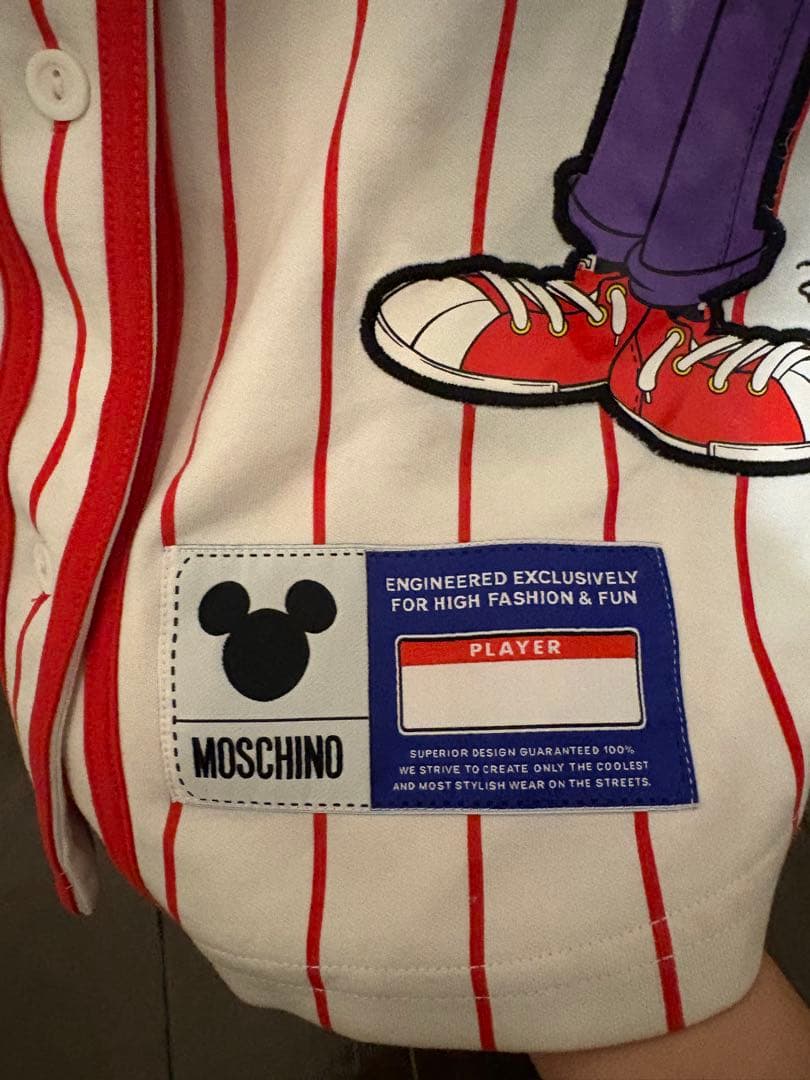 ENGINEERED EXCLUSIVELY
FOR HIGH FASHION & FUN
PLAYER
MOSCHINO
SUPERIOR DESIGN GUARANTEED 100%
WE STRIVE TO CREATE ONLY THE COOLEST
AND MOST STYLISH WEAR ON THE STREETS.